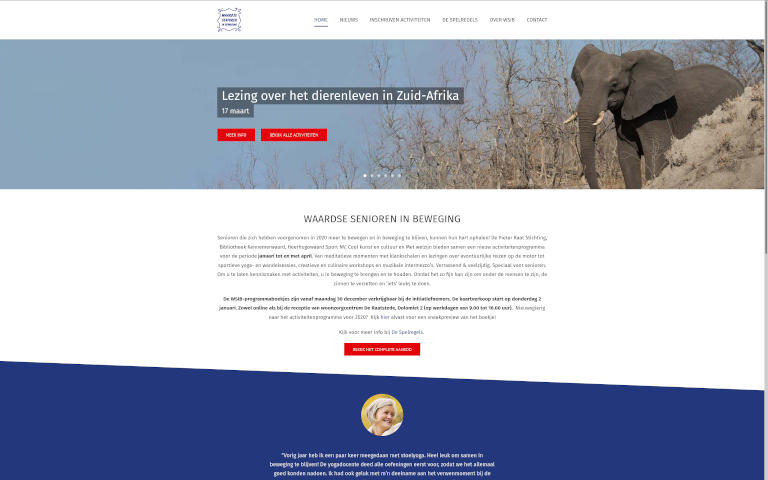 WAARDSE
SENIOREN
IN BEWEGING
HOME NIEUWS INSCHRIJVEN ACTIVITEITEN DE SPELREGELS OVER WSIB CONTACT
Lezing over het dierenleven in Zuid-Afrika
17 maart
MEER INFO BEKIJK ALLE ACTIVITEITEN
WAARDSE SENIOREN IN BEWEGING
Senioren die zich hebben voorgenomen in 2020 meer te bewegen en in beweging te blijven, kunnen hun hart ophalen! De Pieter Raat Stichting,
Bibliotheek Kennemerwaard, Heerhugowaard Sport NV, Cool kunst en cultuur en Met welzijn bieden samen een nieuw activiteitenprogramma
voor de periode januari tot en met april. Van meditatieve momenten met klankschalen en lezingen over avontuurlijke reizen op de motor tot
sportieve yoga- en wandelsessies, creatieve en culinaire workshops en muzikale intermezzo's. Verrassend & veelzijdig. Speciaal voor senioren.
Om u te laten kennismaken met activiteiten, u in beweging te brengen en te houden. Omdat het zo fijn kan zijn om onder de mensen te zijn, de
zinnen te verzetten en 'iets' leuks te doen.
De WSIB-programmaboekjes zijn vanaf maandag 30 december verkrijgbaar bij de initiatiefnemers. De kaartverkoop start op donderdag 2
januari. Zowel online als bij de receptie van woonzorgcentrum De Raatstede, Dolomiet 2 (op werkdagen van 9.00 tot 16.00 uur). Nieuwsgierig
naar het activiteitenprogramma voor 2020? Kijk hier alvast voor een sneakpreview van het boekje!
Kijk voor meer info bij De Spelregels.
BEKIJK HET COMPLETE AANBOD
"Vorig jaar heb ik een paar keer meegedaan met stoelyoga. Heel leuk om samen in
beweging te blijven! De yogadocente deed alle oefeningen eerst voor, zodat we het allemaal
goed konden nadoen. Ik had ook geluk met m'n deelname aan het verwenmoment bij de